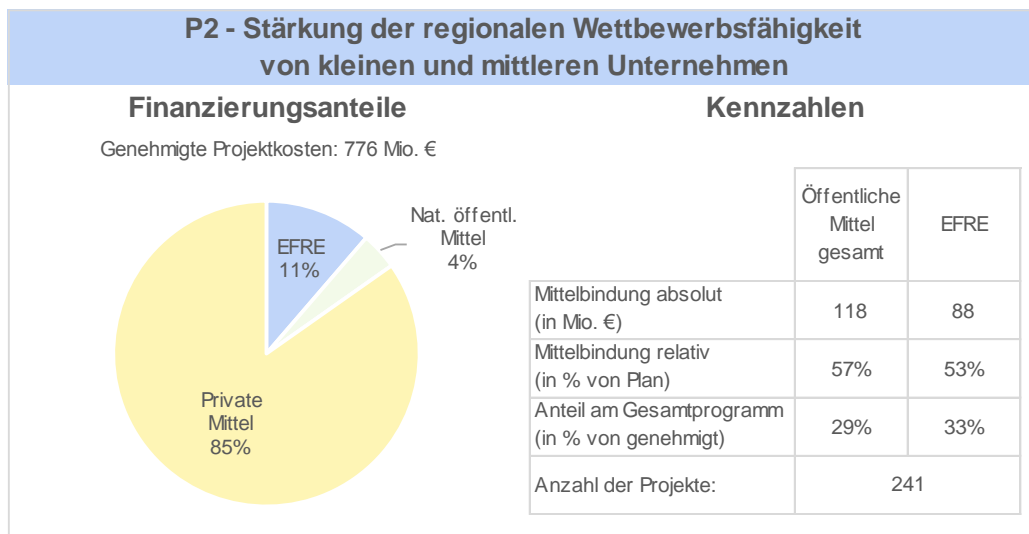 P2 - Stärkung der regionalen Wettbewerbsfähigkeit
von kleinen und mittleren Unternehmen
Finanzierungsanteile
Genehmigte Projektkosten: 776 Mio. €
EFRE
11%
Nat. öffentl.
Mittel
4%
Private
Mittel
85%
Kennzahlen
Öffentliche
Mittel
gesamt
EFRE
Mittelbindung absolut
(in Mio. €)
118
88
Mittelbindung relativ
(in % von Plan)
57%
53%
Anteil am Gesamtprogramm
(in % von genehmigt)
29%
33%
Anzahl der Projekte:
241